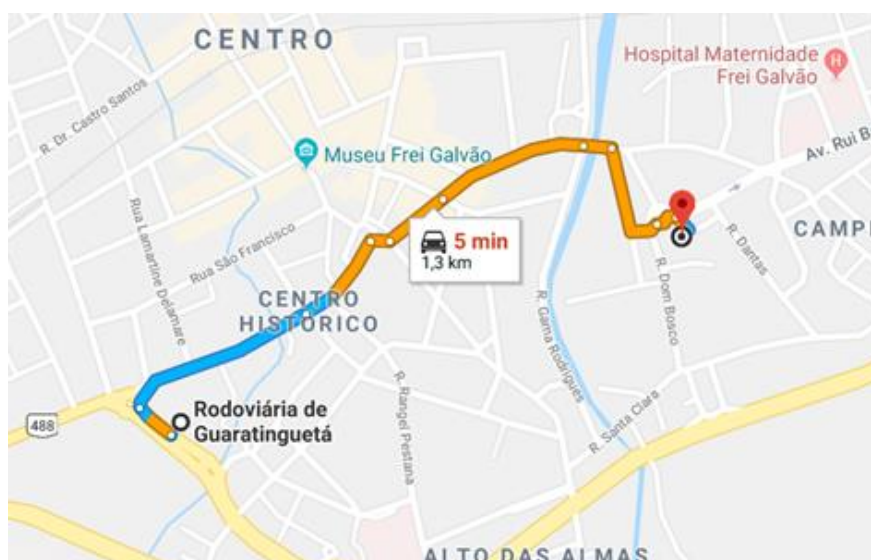 CENTRO
Hospital Maternidade
Frei Galvão
H
R. Dr. Castro Santos
Museu Frei Galvão
Av. Rui B
Rua Lamartine Delamare
Rua São Francisco
5 min
1,3 km
CAMP
R. Dantas
R. Dom Bosco
CENTRO
HISTÓRICO
R. Gama Rodrigues
R. Rangel Pestana
Rodoviária de
Guaratinguetá
488
R. Santa Clara
ALTO DAS ALMAS